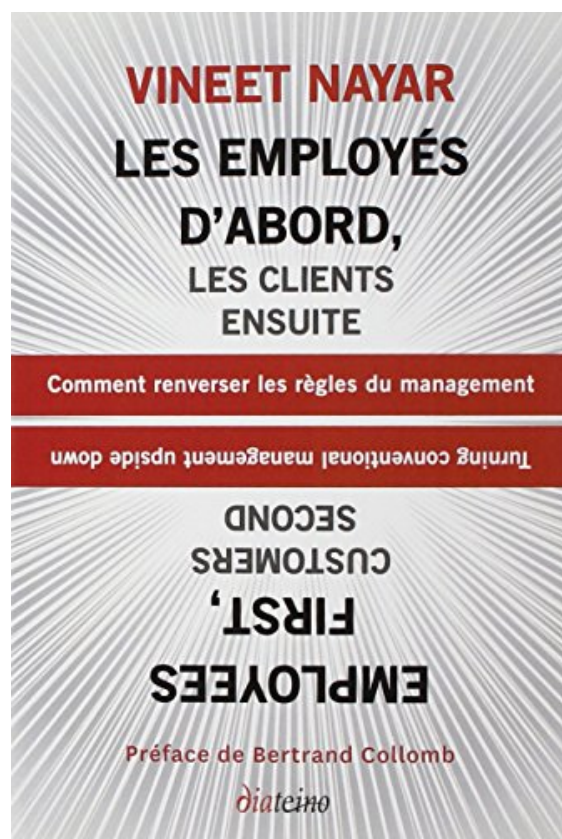 VINEET NAYAR
LES EMPLOYÉS
D'ABORD,
LES CLIENTS
ENSUITE
Comment renverser les règles du management
Turning conventional management upside down
EMPLOYEES
FIRST,
CUSTOMERS
SECOND
Préface de Bertrand Collomb
diateino